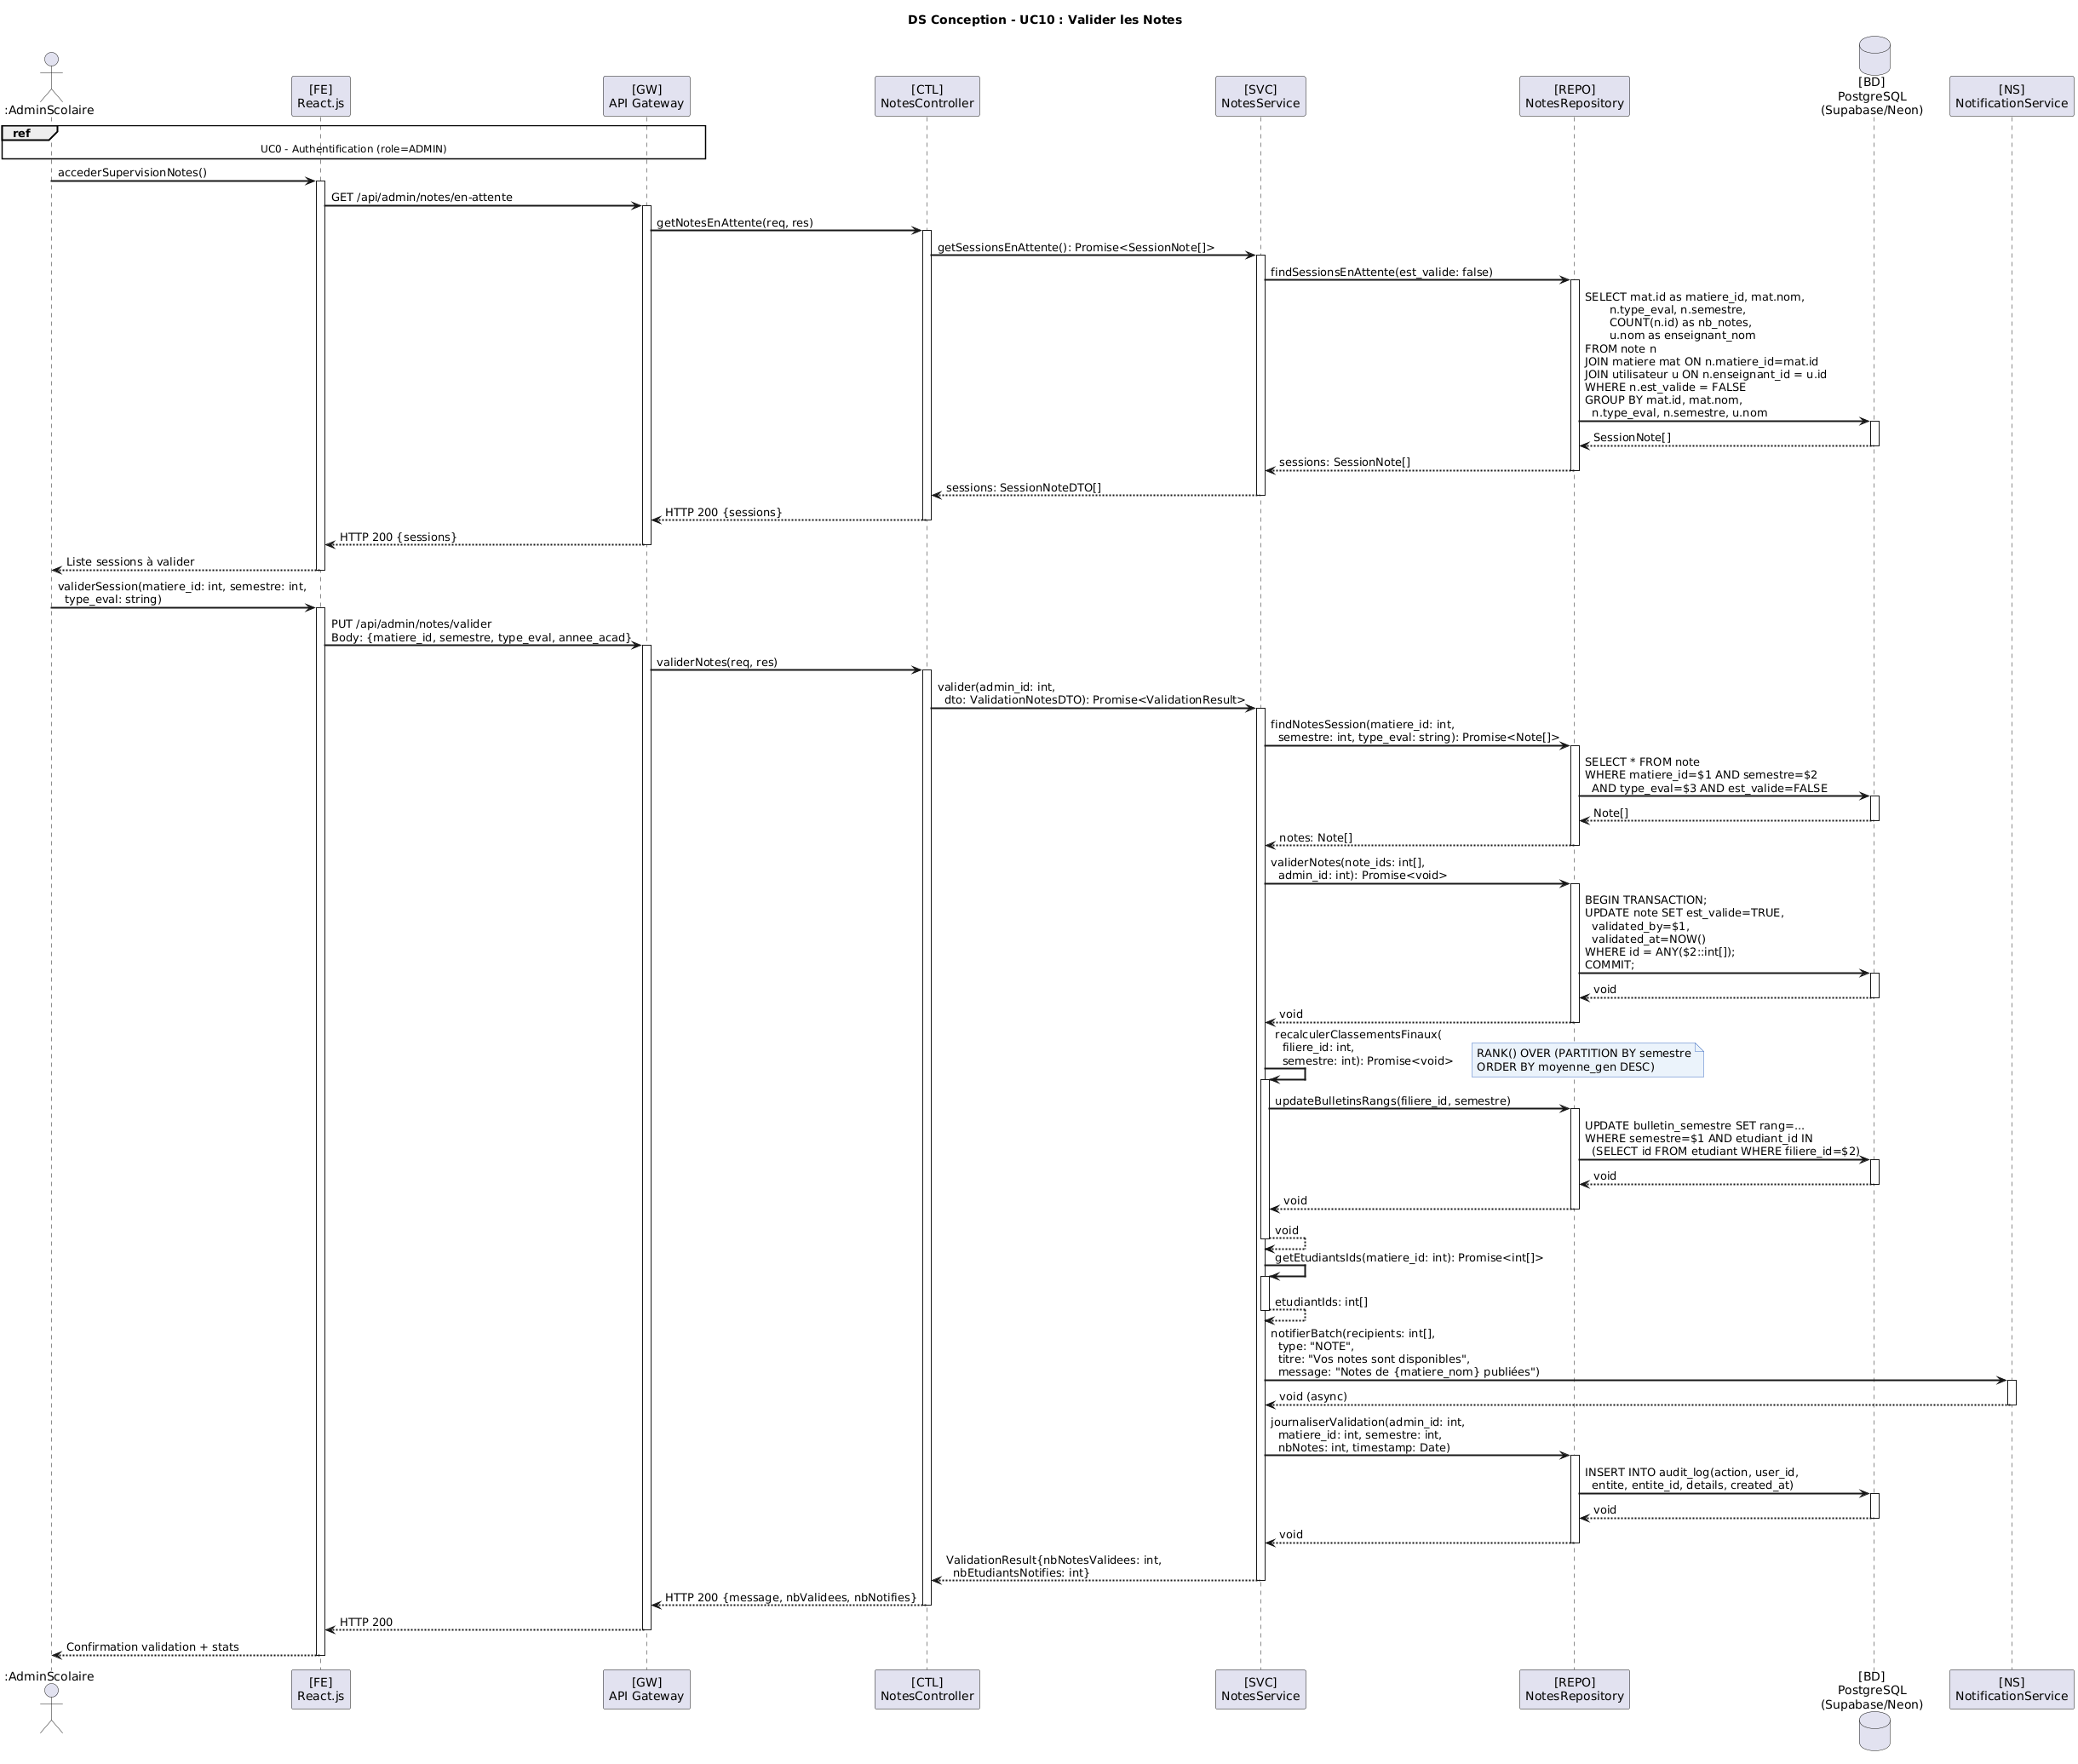 DS Conception - UC10 : Valider les Notes
:AdminScolaire
[FE]
React.js
[GW]
API Gateway
[CTL]
NotesController
[SVC]
NotesService
[REPO]
NotesRepository
[BD]
PostgreSQL
(Supabase/Neon)
[NS]
NotificationService
ref
UC0 - Authentification (role=ADMIN)
accederSupervisionNotes()
GET /api/admin/notes/en-attente
getNotesEnAttente(req, res)
getSessionsEnAttente(): Promise<SessionNote[]>
findSessionsEnAttente(est_valide: false)
SELECT mat.id as matiere_id, mat.nom,
n.type_eval, n.semestre,
COUNT(n.id) as nb_notes,
u.nom as enseignant_nom
FROM note n
JOIN matiere mat ON n.matiere_id=mat.id
JOIN utilisateur u ON n.enseignant_id = u.id
WHERE n.est_valide = FALSE
GROUP BY mat.id, mat.nom,
n.type_eval, n.semestre, u.nom
SessionNote[]
sessions: SessionNote[]
sessions: SessionNoteDTO[]
HTTP 200 {sessions}
HTTP 200 {sessions}
Liste sessions à valider
validerSession(matiere_id: int, semestre: int,
type_eval: string)
PUT /api/admin/notes/valider
Body: {matiere_id, semestre, type_eval, annee_acad}
validerNotes(req, res)
valider(admin_id: int,
dto: ValidationNotesDTO): Promise<ValidationResult>
findNotesSession(matiere_id: int,
semestre: int, type_eval: string): Promise<Note[]>
SELECT * FROM note
WHERE matiere_id=$1 AND semestre=$2
AND type_eval=$3 AND est_valide=FALSE
Note[]
notes: Note[]
validerNotes(note_ids: int[],
admin_id: int): Promise<void>
BEGIN TRANSACTION;
UPDATE note SET est_valide=TRUE,
validated_by=$1,
validated_at=NOW()
WHERE id = ANY($2::int[]);
COMMIT;
void
void
recalculerClassementsFinaux(
filiere_id: int,
semestre: int): Promise<void>
RANK() OVER (PARTITION BY semestre
ORDER BY moyenne_gen DESC)
updateBulletinsRangs(filiere_id, semestre)
UPDATE bulletin_semestre SET rang=...
WHERE semestre=$1 AND etudiant_id IN
(SELECT id FROM etudiant WHERE filiere_id=$2)
void
void
void
getEtudiantsIds(matiere_id: int): Promise<int[]>
etudiantIds: int[]
notifierBatch(recipients: int[],
type: "NOTE",
titre: "Vos notes sont disponibles",
message: "Notes de {matiere_nom} publiées")
void (async)
journaliserValidation(admin_id: int,
matiere_id: int, semestre: int,
nbNotes: int, timestamp: Date)
INSERT INTO audit_log(action, user_id,
entite, entite_id, details, created_at)
void
void
ValidationResult{nbNotesValidees: int,
nbEtudiantsNotifies: int}
HTTP 200 {message, nbValidees, nbNotifies}
HTTP 200
Confirmation validation + stats
:AdminScolaire
[FE]
React.js
[GW]
API Gateway
[CTL]
NotesController
[SVC]
NotesService
[REPO]
NotesRepository
[BD]
PostgreSQL
(Supabase/Neon)
[NS]
NotificationService